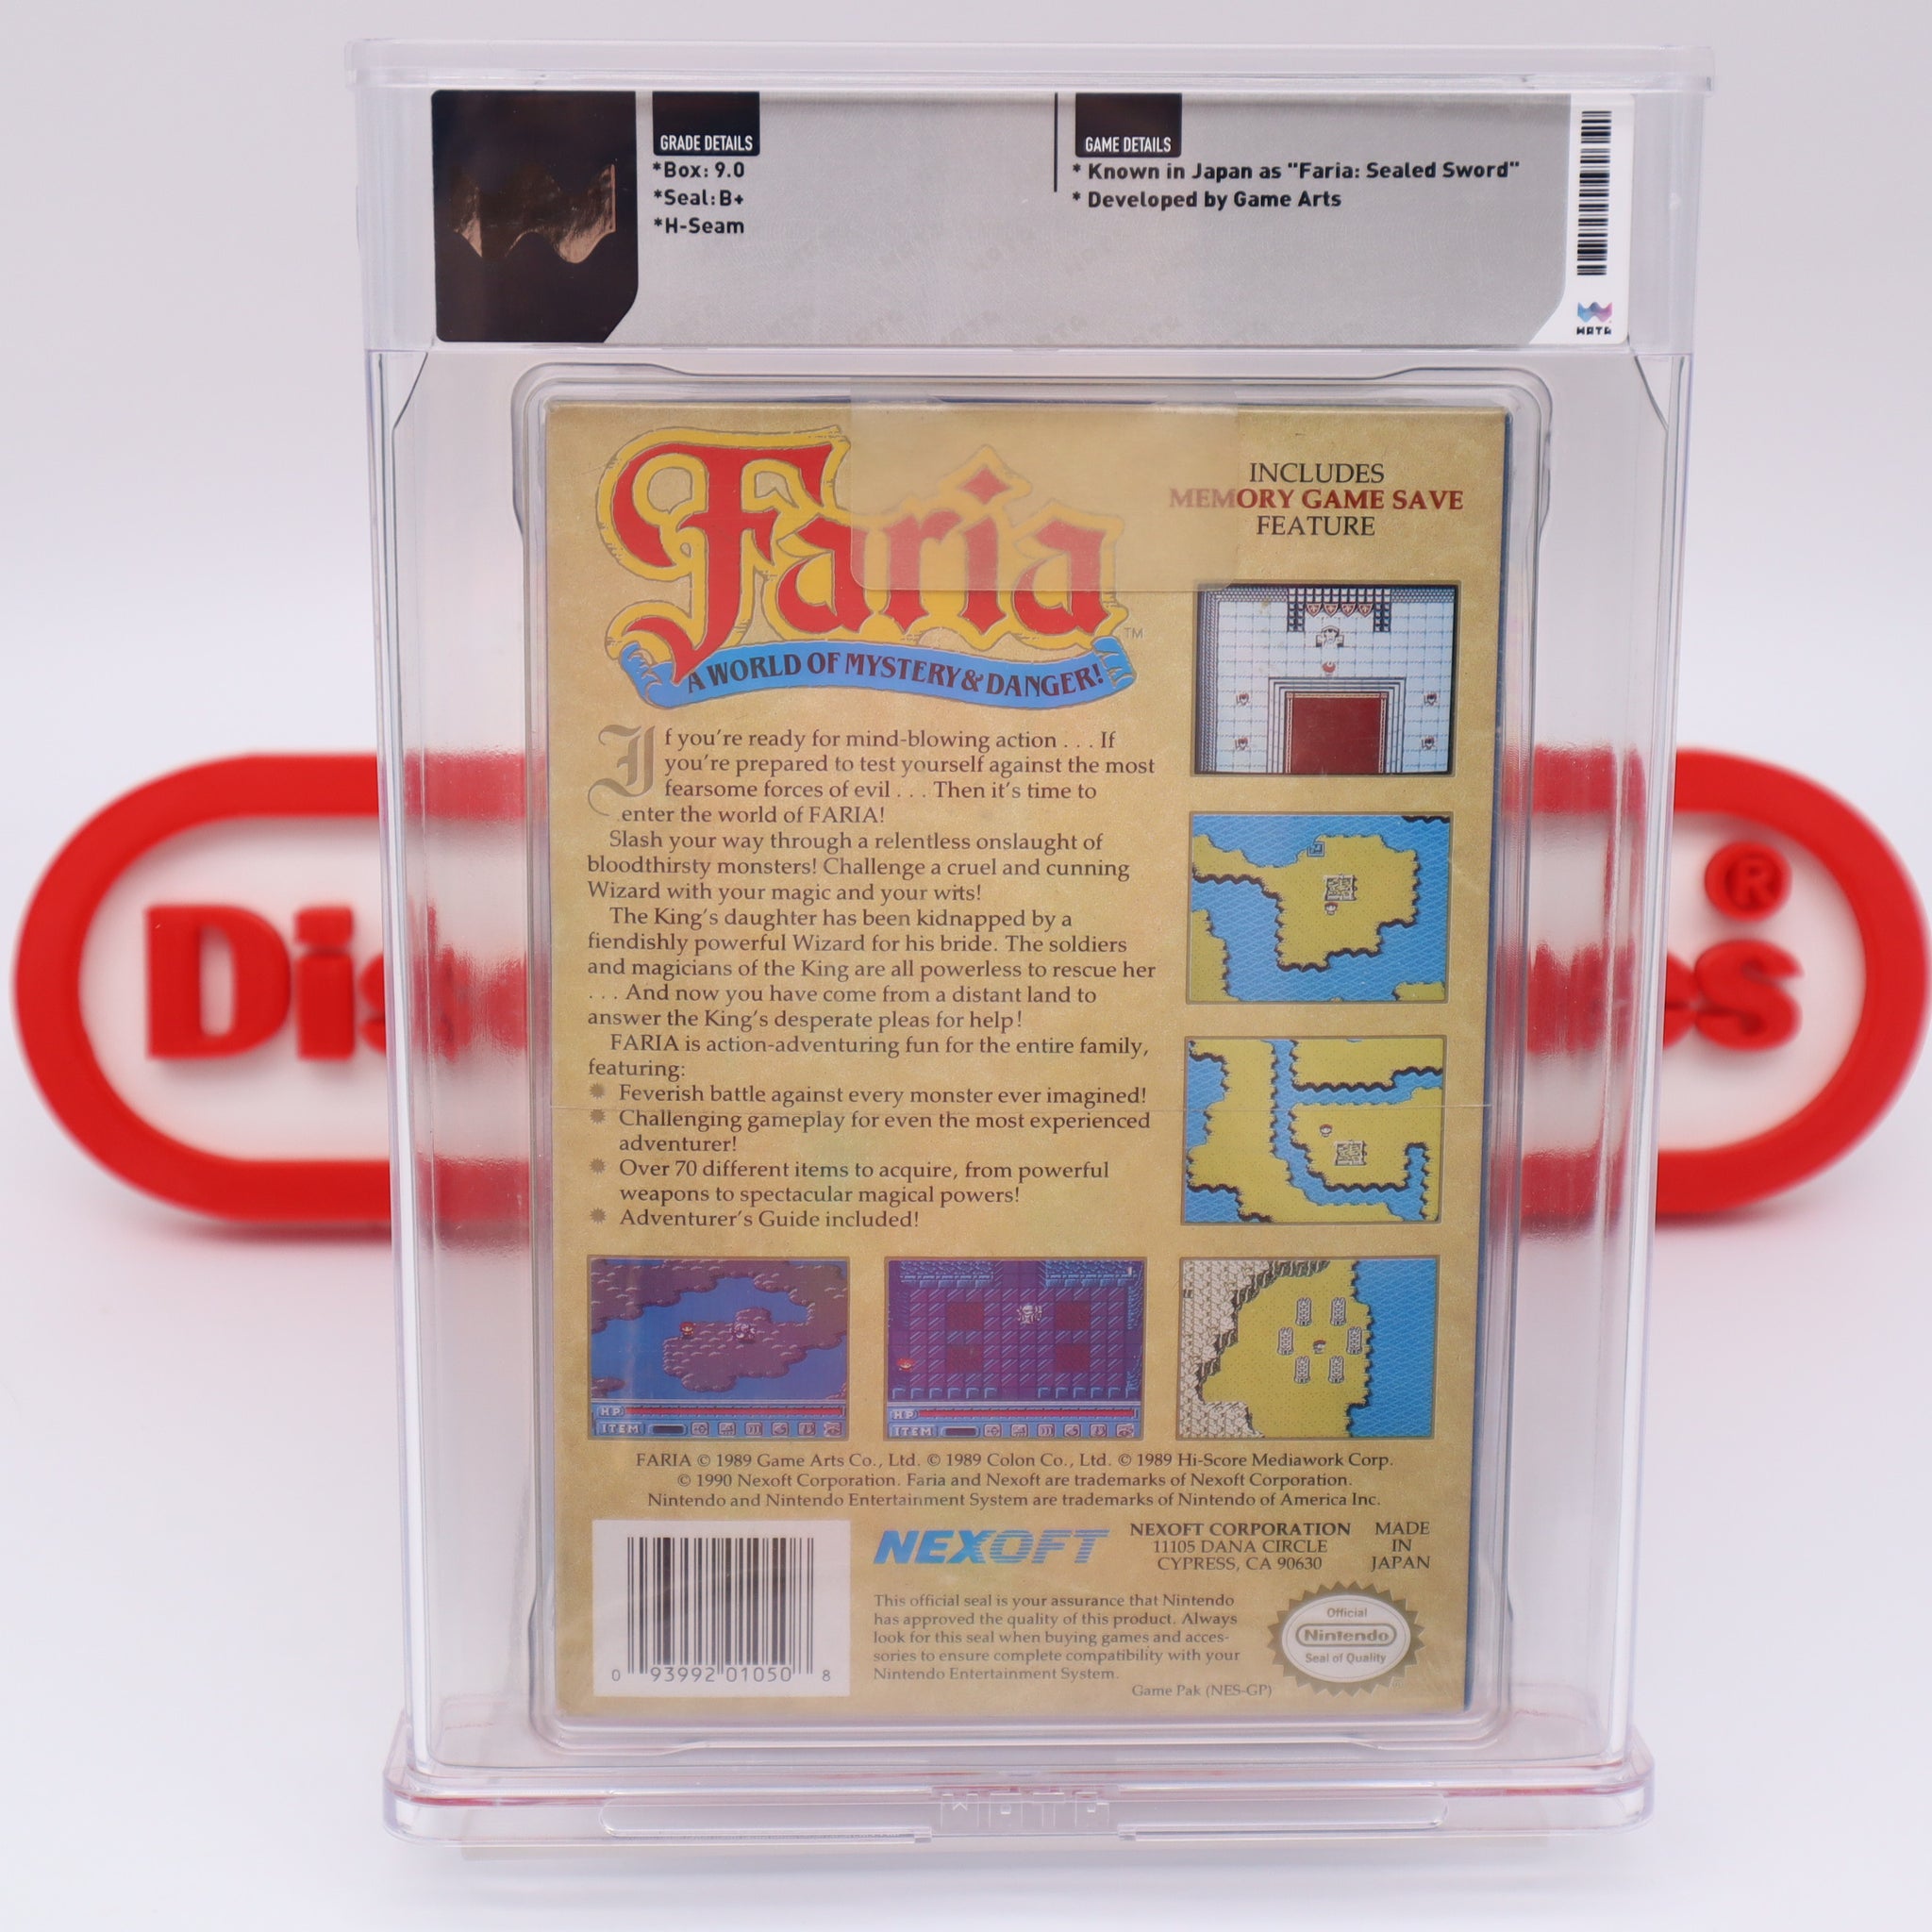 GRADE DETAILS
*Box: 9.0
*Seal: B+
*H-Seam
GAME DETAILS
* Known in Japan as "Faria: Sealed Sword"
* Developed by Game Arts
WATA
Faria
TM
A WORLD OF MYSTERY & DANGER!
INCLUDES
MEMORY GAME SAVE
FEATURE
If you're ready for mind-blowing action . . . If
you're prepared to test yourself against the most
fearsome forces of evil . . . Then it's time to
enter the world of FARIA!
Slash your way through a relentless onslaught of
bloodthirsty monsters! Challenge a cruel and cunning
Wizard with your magic and your wits!
The King's daughter has been kidnapped by a
fiendishly powerful Wizard for his bride. The soldiers
and magicians of the King are all powerless to rescue her
. . . And now you have come from a distant land to
answer the King's desperate pleas for help!
FARIA is action-adventuring fun for the entire family,
featuring:
Feverish battle against every monster ever imagined!
Challenging gameplay for even the most experienced
adventurer!
Over 70 different items to acquire, from powerful
weapons to spectacular magical powers!
Adventurer's Guide included!
HP
ITEM
HP
ITEM
FARIA © 1989 Game Arts Co., Ltd. © 1989 Colon Co., Ltd. © 1989 Hi-Score Mediawork Corp.
© 1990 Nexoft Corporation. Faria and Nexoft are trademarks of Nexoft Corporation.
Nintendo and Nintendo Entertainment System are trademarks of Nintendo of America Inc.
NEXOFT
NEXOFT CORPORATION
11105 DANA CIRCLE
CYPRESS, CA 90630
MADE
IN
JAPAN
This official seal is your assurance that Nintendo
has approved the quality of this product. Always
look for this seal when buying games and acces-
sories to ensure complete compatibility with your
Nintendo Entertainment System.
Official
Nintendo
Seal of Quality
Game Pak (NES-GP)
0 93992 01050 8
WATA
®